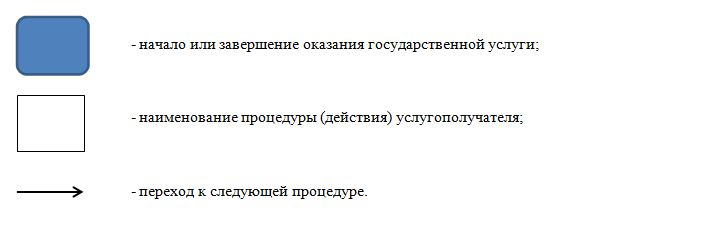 - начало или завершение оказания государственной услуги;
- наименование процедуры (действия) услугополучателя;
- переход к следующей процедуре.